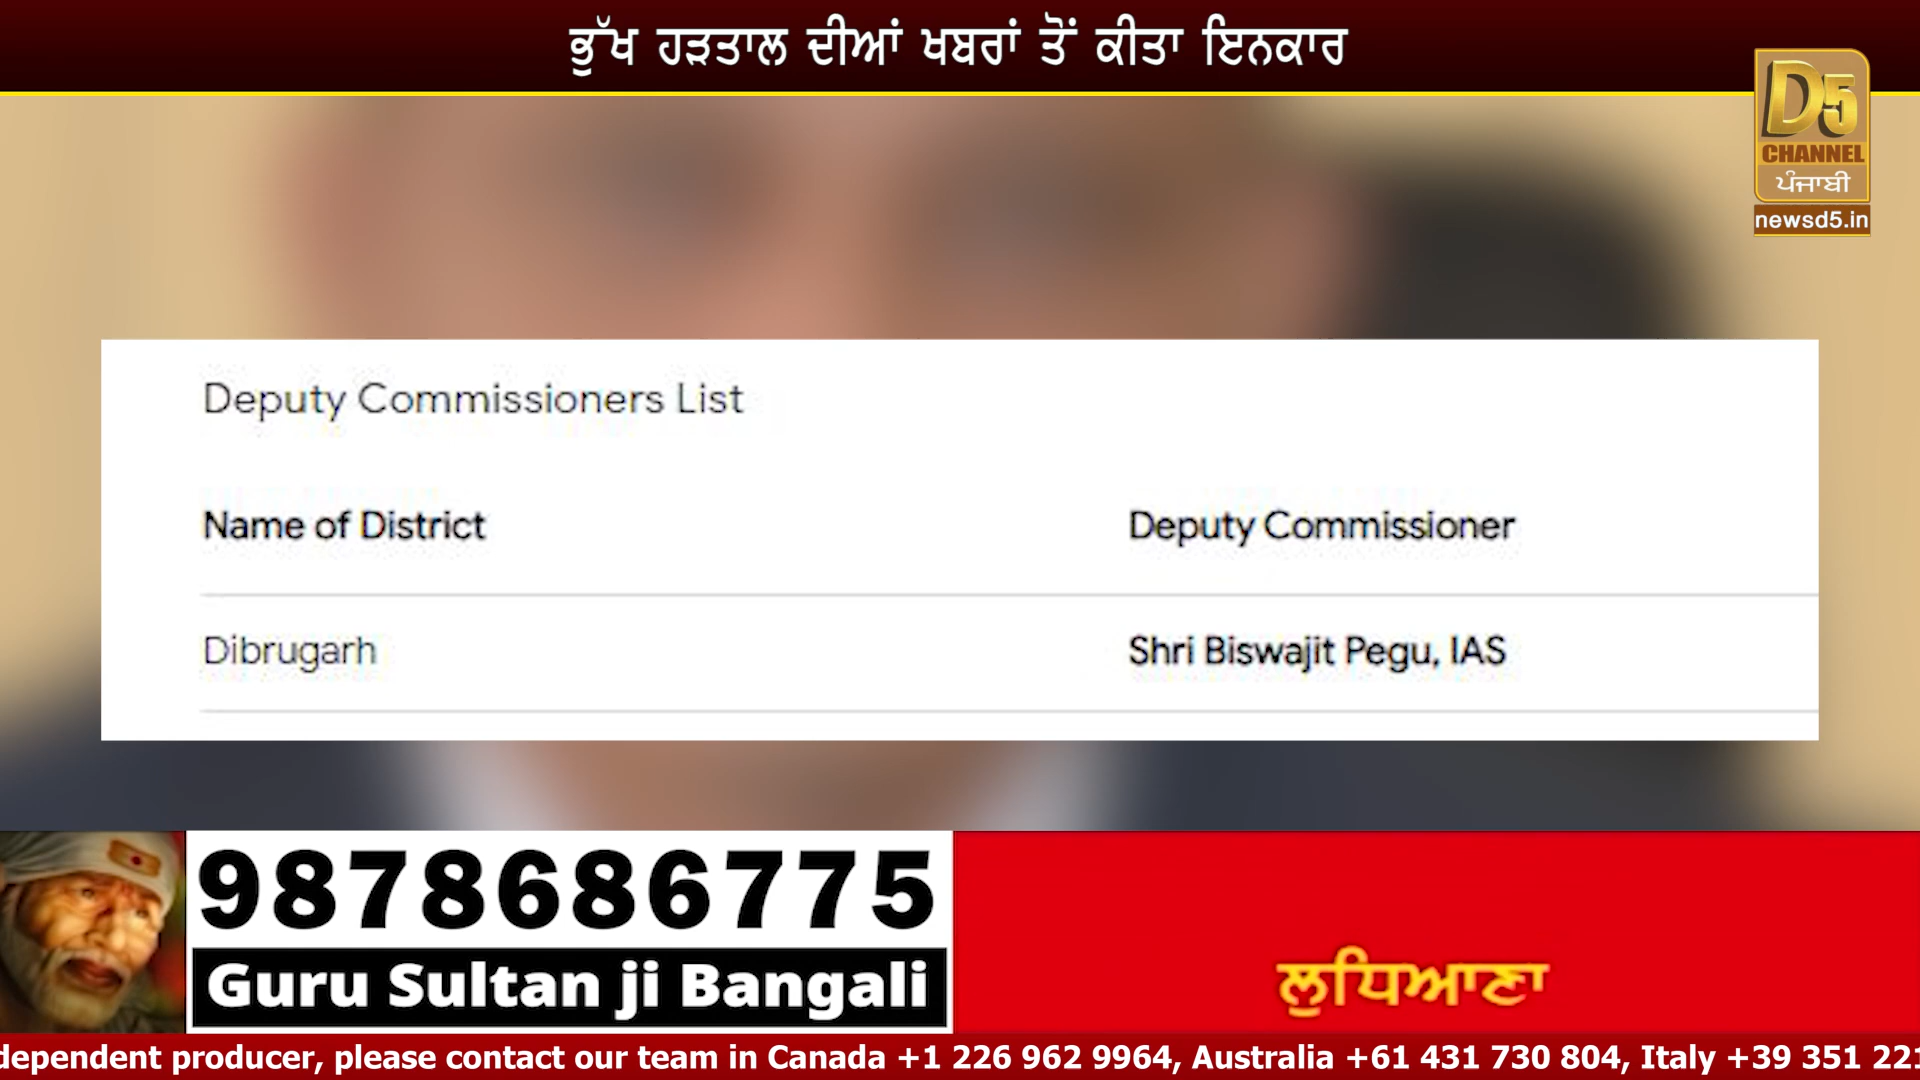 ਭੁੱਖ ਹੜਤਾਲ ਦੀਆਂ ਖਬਰਾਂ ਤੋਂ ਕੀਤਾ ਇਨਕਾਰ
D5
CHANNEL
ਪੰਜਾਬੀ
newsd5.in
Deputy Commissioners List
Name of District Deputy Commissioner
Dibrugarh Shri Biswajit Pegu, IAS
9878686775
Guru Sultan ji Bangali
ਲੁਧਿਆਣਾ
dependent producer, please contact our team in Canada +1 226 962 9964, Australia +61 431 730 804, Italy +39 351 221